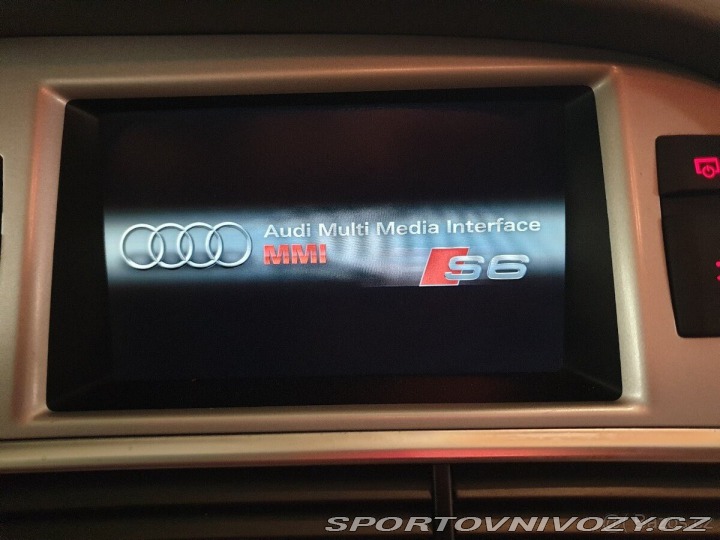 Audi Multi Media Interface
MMI
S6
SPORTOVNIVOZY.CZ